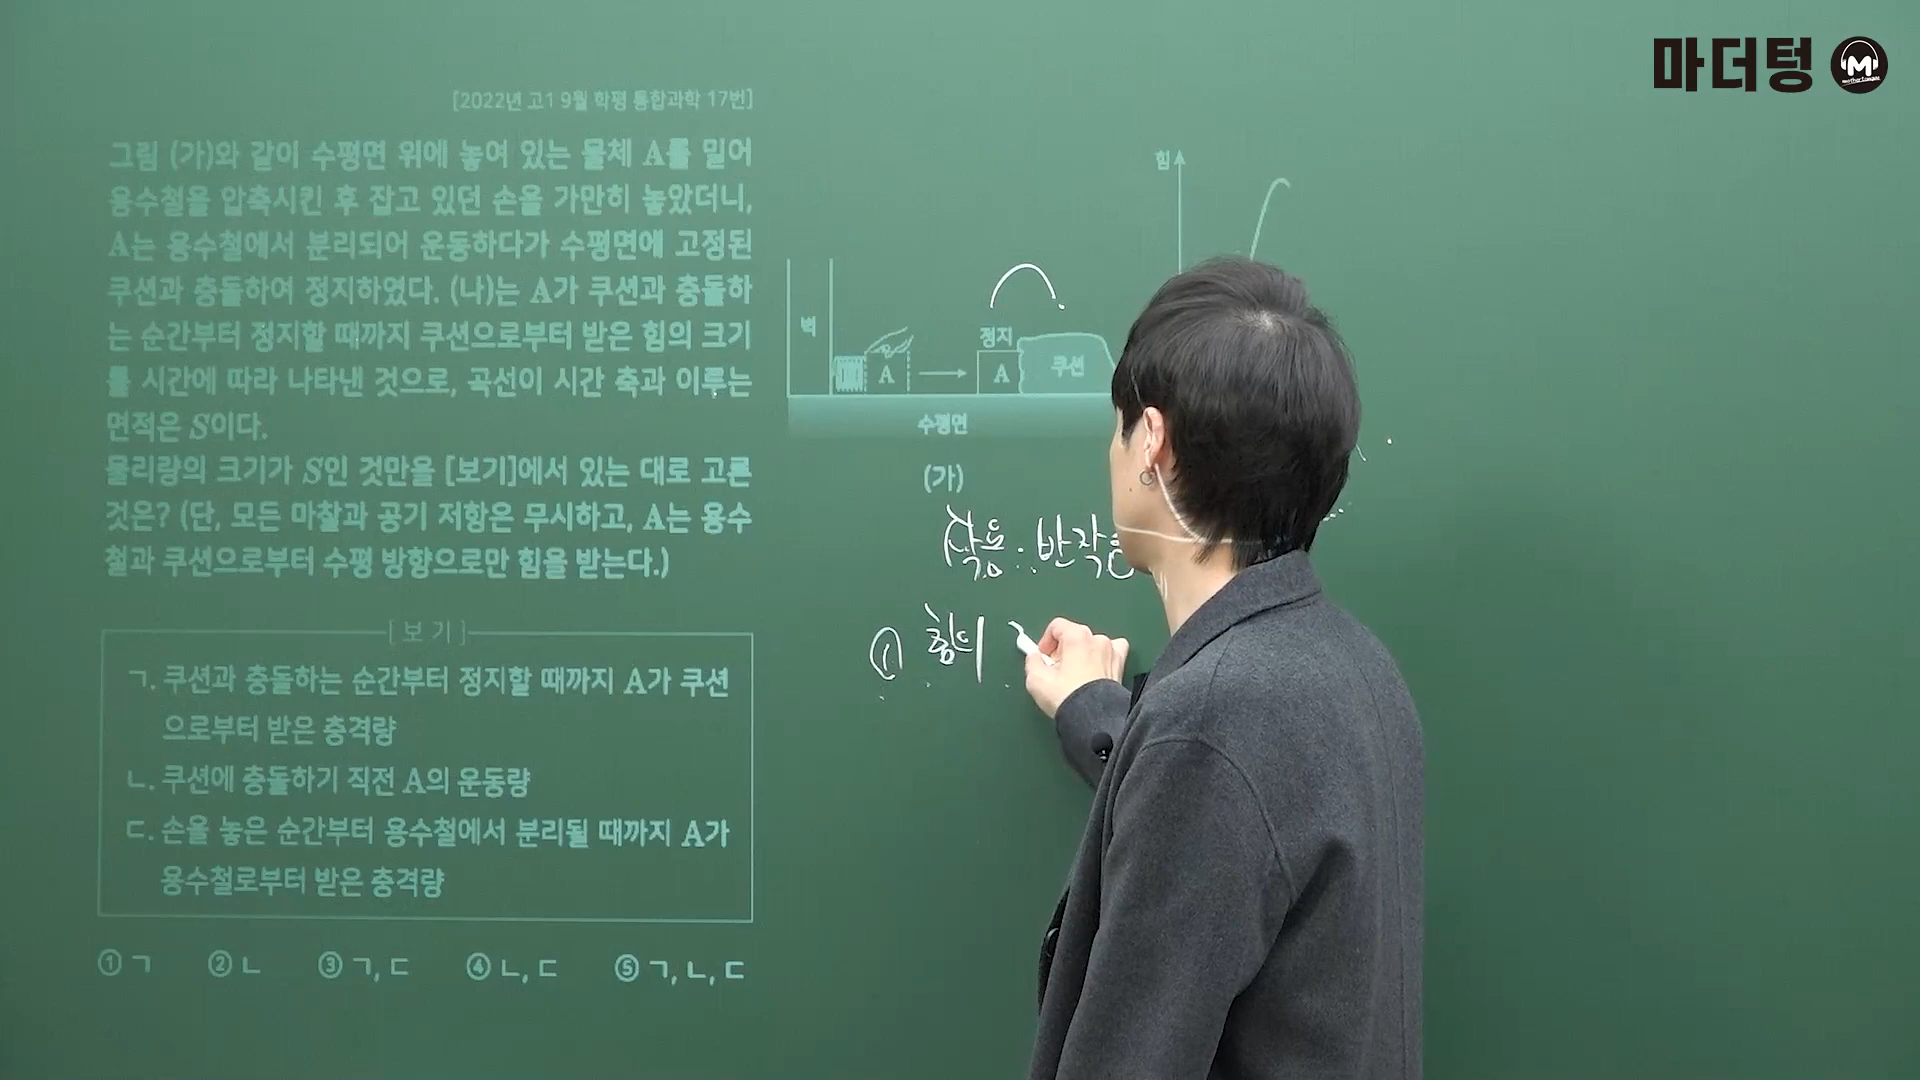 마더텅
[2022년 고1 9월 학평 통합과학 17번]
그림 (가)와 같이 수평면 위에 놓여 있는 물체 A를 밀어
용수철을 압축시킨 후 잡고 있던 손을 가만히 놓았더니,
A는 용수철에서 분리되어 운동하다가 수평면에 고정된
쿠션과 충돌하여 정지하였다. (나)는 A가 쿠션과 충돌하
는 순간부터 정지할 때까지 쿠션으로부터 받은 힘의 크기
를 시간에 따라 나타낸 것으로, 곡선이 시간 축과 이루는
면적은 S이다.
물리량의 크기가 S인 것만을 [보기]에서 있는 대로 고른
것은? (단, 모든 마찰과 공기 저항은 무시하고, A는 용수
철과 쿠션으로부터 수평 방향으로만 힘을 받는다.)
[보기]
ㄱ. 쿠션과 충돌하는 순간부터 정지할 때까지 A가 쿠션
으로부터 받은 충격량
ㄴ. 쿠션에 충돌하기 직전 A의 운동량
ㄷ. 손을 놓은 순간부터 용수철에서 분리될 때까지 A가
용수철로부터 받은 충격량
① ㄱ ② ㄴ ③ ㄱ, ㄷ ④ ㄴ, ㄷ ⑤ ㄱ, ㄴ, ㄷ
힘
벽
A
정지
A
쿠션
수평면
(가)
작용·반작용
① 힘의